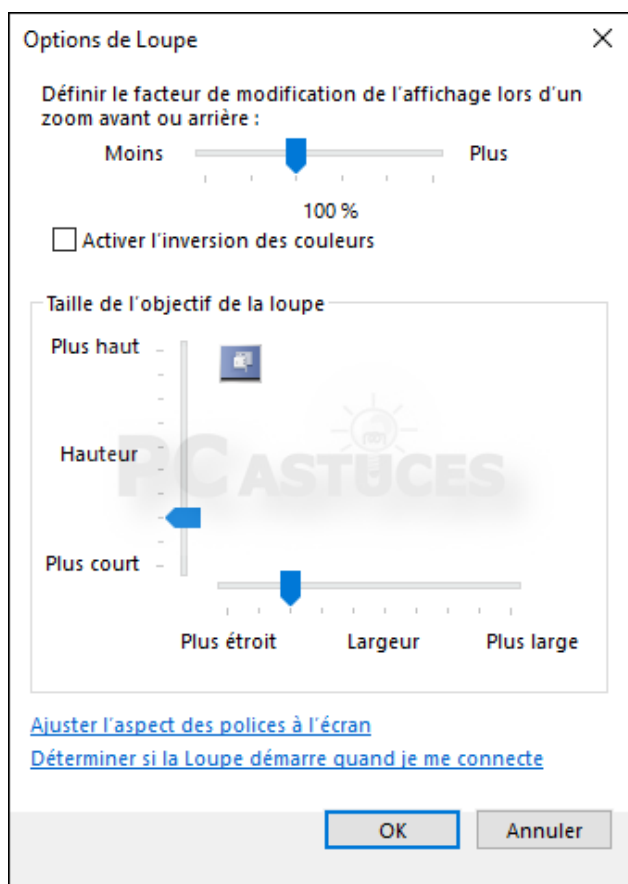 Options de Loupe
Définir le facteur de modification de l'affichage lors d'un
zoom avant ou arrière :
Moins
Plus
100 %
Activer l'inversion des couleurs
Taille de l'objectif de la loupe
Plus haut
Hauteur
PC ASTUCES
Plus court
Plus étroit
Largeur
Plus large
Ajuster l'aspect des polices à l'écran
Déterminer si la Loupe démarre quand je me connecte
OK
Annuler